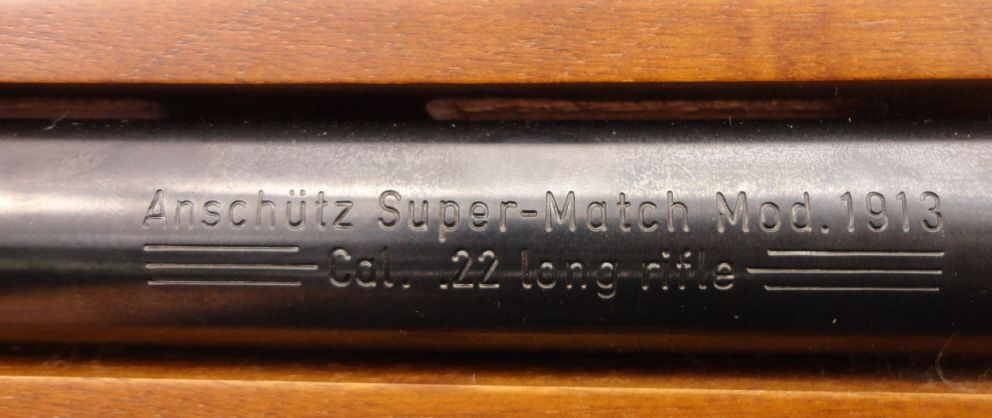 Anschütz Super-Match Mod. 1913
Cal. .22 long rifle